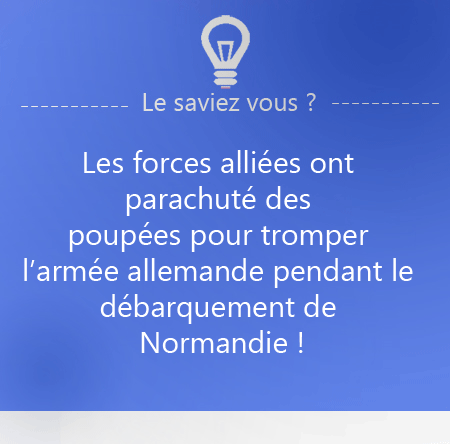 Le saviez vous ?
Les forces alliées ont
parachuté des
poupées pour tromper
l’armée allemande pendant le
débarquement de
Normandie !